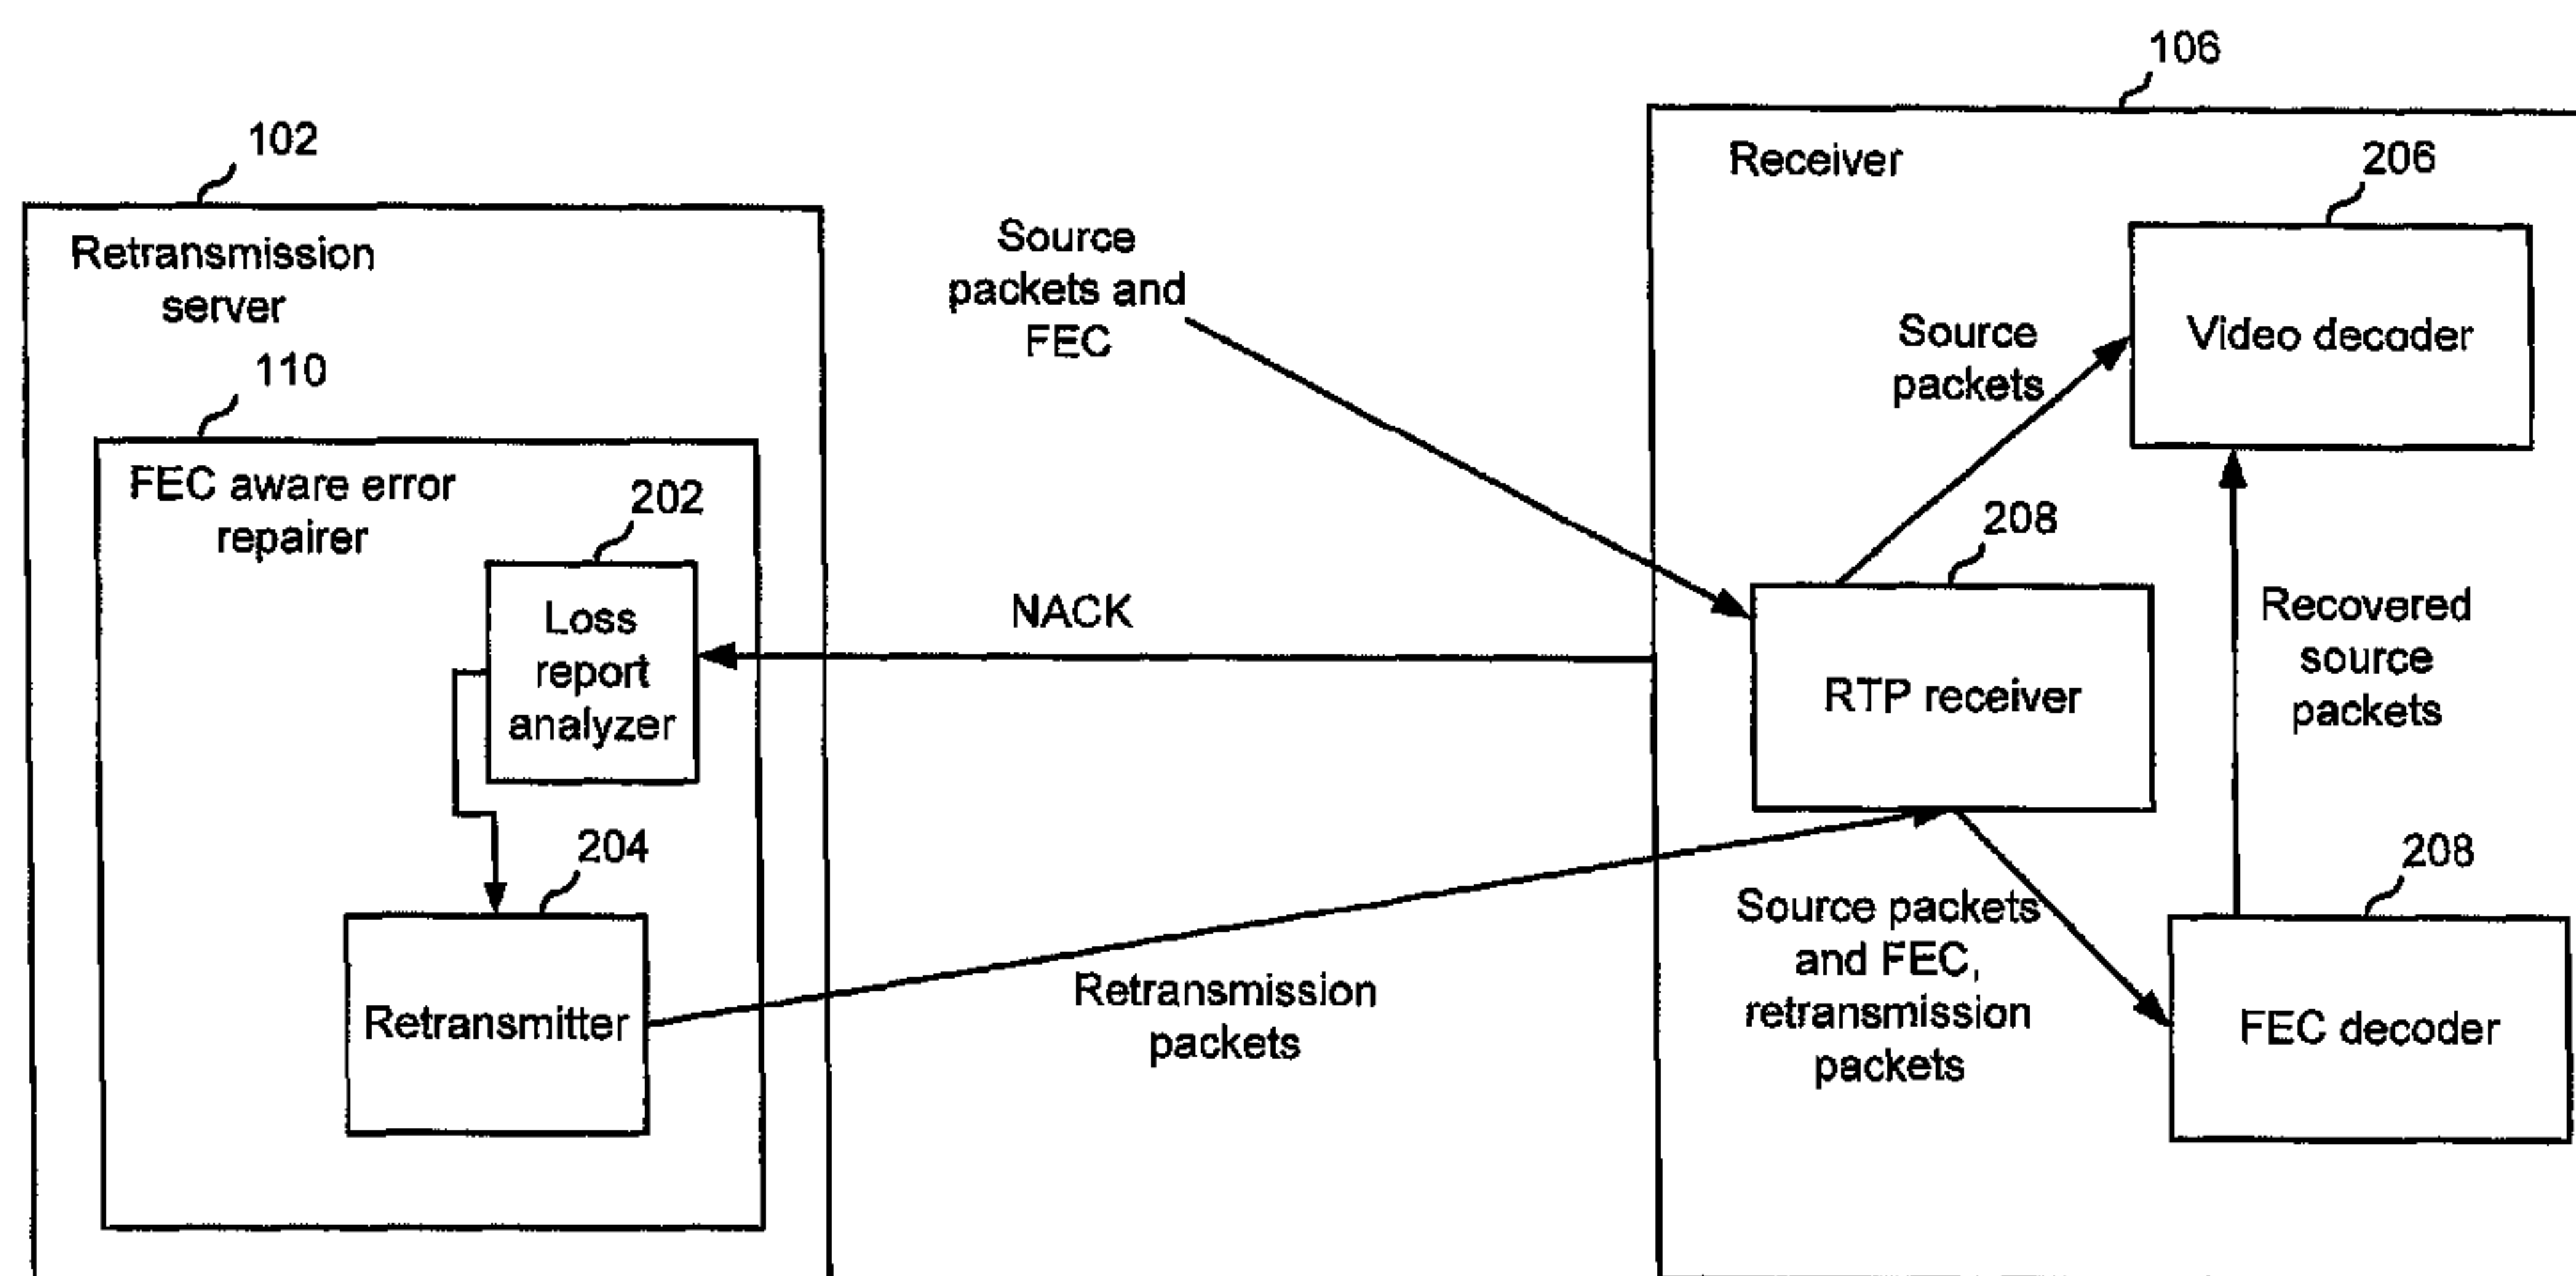 106
102
Receiver
206
Retransmission
server
Source
packets and
FEC
Source
packets
Video decoder
110
FEC aware error
repairer
202
Loss
report
analyzer
NACK
208
RTP receiver
Recovered
source
packets
204
Retransmitter
Retransmission
packets
Source packets
and FEC,
retransmission
packets
208
FEC decoder